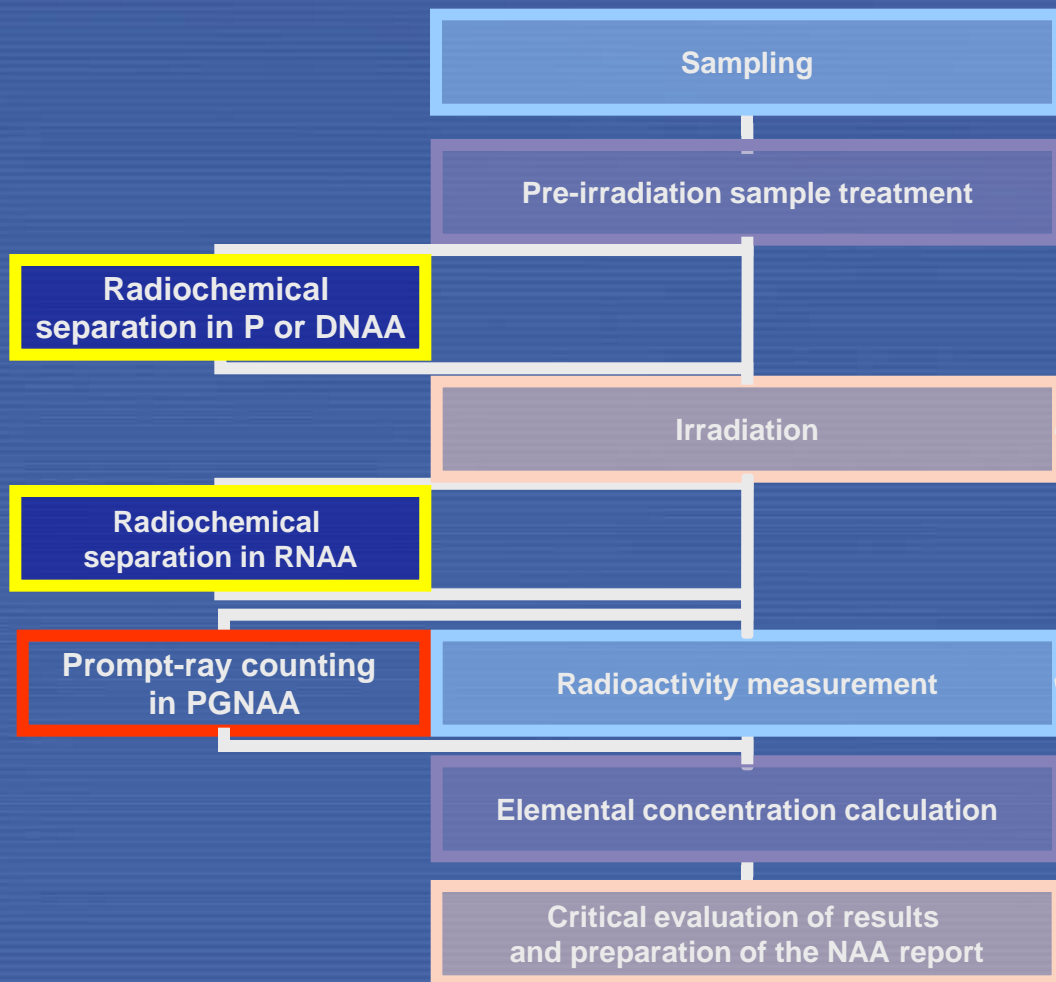 Sampling
Pre-irradiation sample treatment
Radiochemical
separation in P or DNAA
Irradiation
Radiochemical
separation in RNAA
Prompt-ray counting
in PGNAA
Radioactivity measurement
Elemental concentration calculation
Critical evaluation of results
and preparation of the NAA report